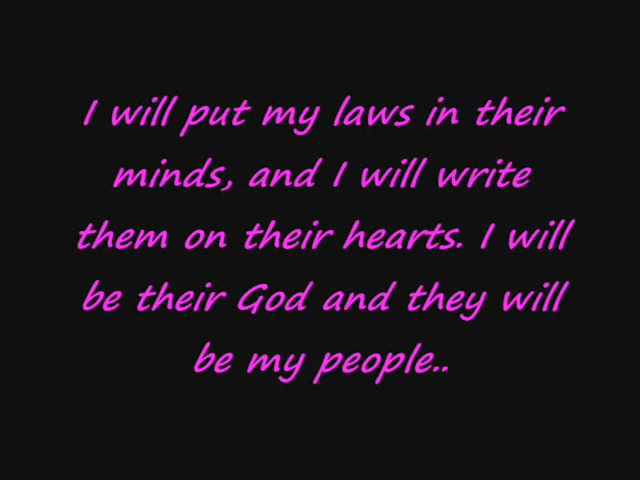 I will put my laws in their
minds, and I will write
them on their hearts. I will
be their God and they will
be my people..